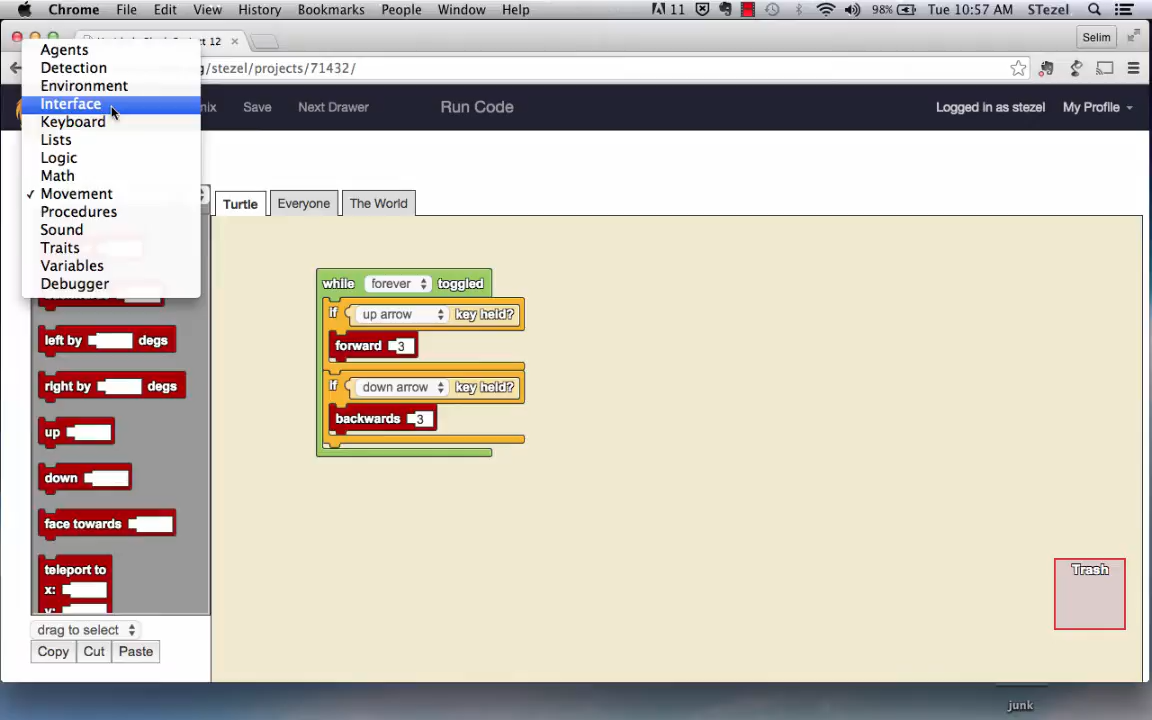 Chrome File Edit View History Bookmarks People Window Help 11 98% Tue 10:57 AM STezel
12
/stezel/projects/71432/
nix Save Next Drawer Run Code Logged in as stezel My Profile
Agents
Detection
Environment
Interface
Keyboard
Lists
Logic
Math
✓ Movement
Procedures
Sound
Traits
Variables
Debugger
Turtle Everyone The World
left by degs
right by degs
up
down
face towards
teleport to
x:
y:
while forever toggled
if up arrow key held?
forward 3
if down arrow key held?
backwards 3
Trash
drag to select
Copy Cut Paste
junk